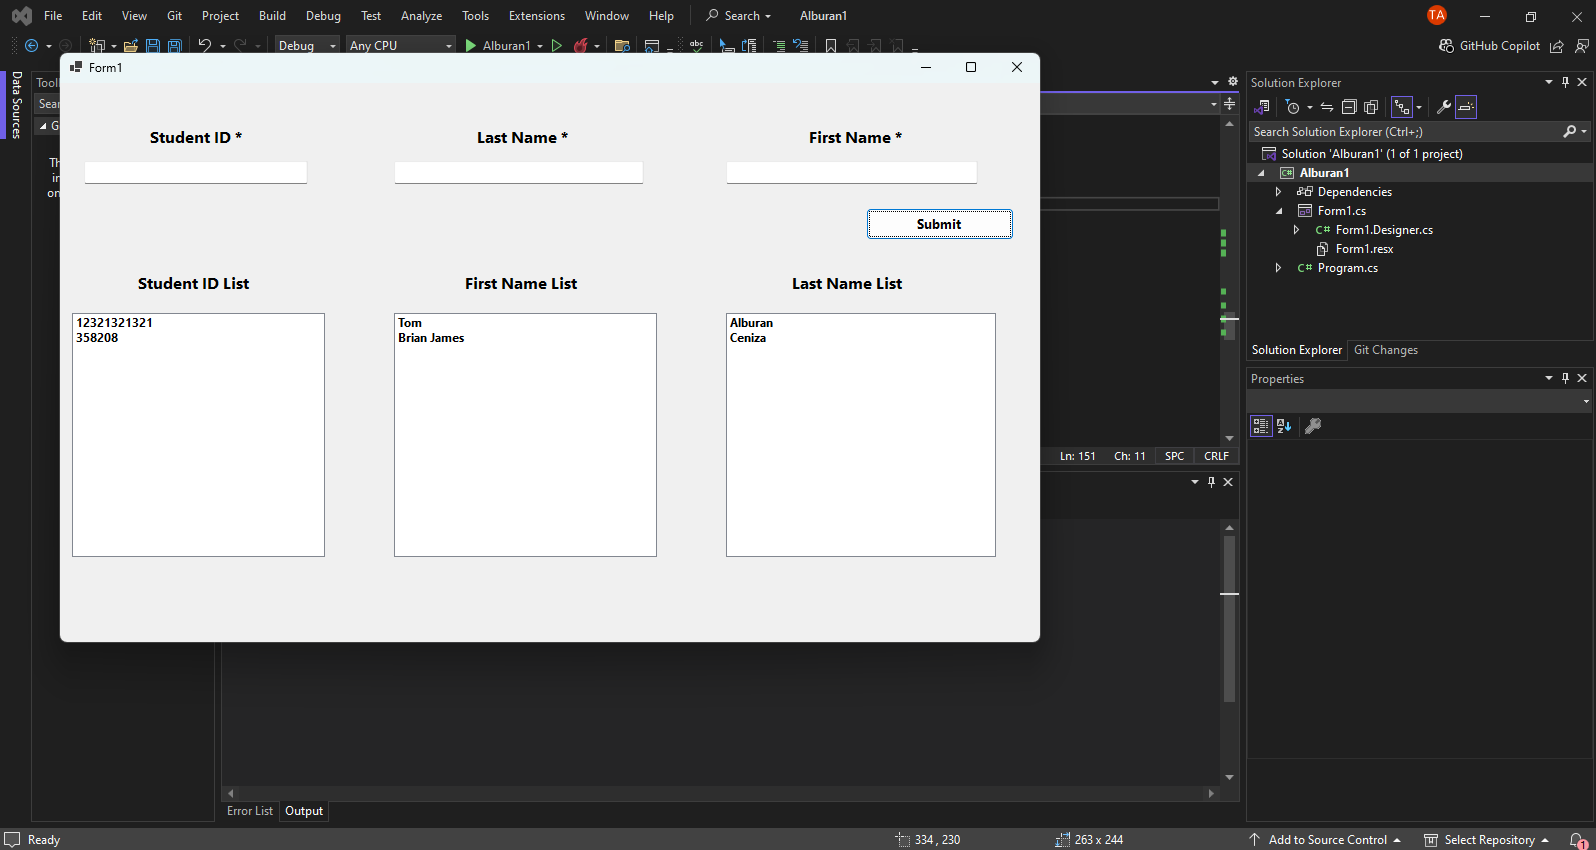 File Edit View Git Project Build Debug Test Analyze Tools Extensions Window Help Search Alburan1 TA
Debug Any CPU Alburan1 abc GitHub Copilot
Data Sources
Form1
Student ID * Last Name * First Name *
Submit
Student ID List First Name List Last Name List
12321321321 Tom Alburan
358208 Brian James Ceniza
Ln: 151 Ch: 11 SPC CRLF
Error List Output
Solution Explorer
Search Solution Explorer (Ctrl+;)
Solution 'Alburan1' (1 of 1 project)
C# Alburan1
Dependencies
Form1.cs
C# Form1.Designer.cs
Form1.resx
C# Program.cs
Solution Explorer Git Changes
Properties
Ready 334 , 230 263 x 244 Add to Source Control Select Repository 1